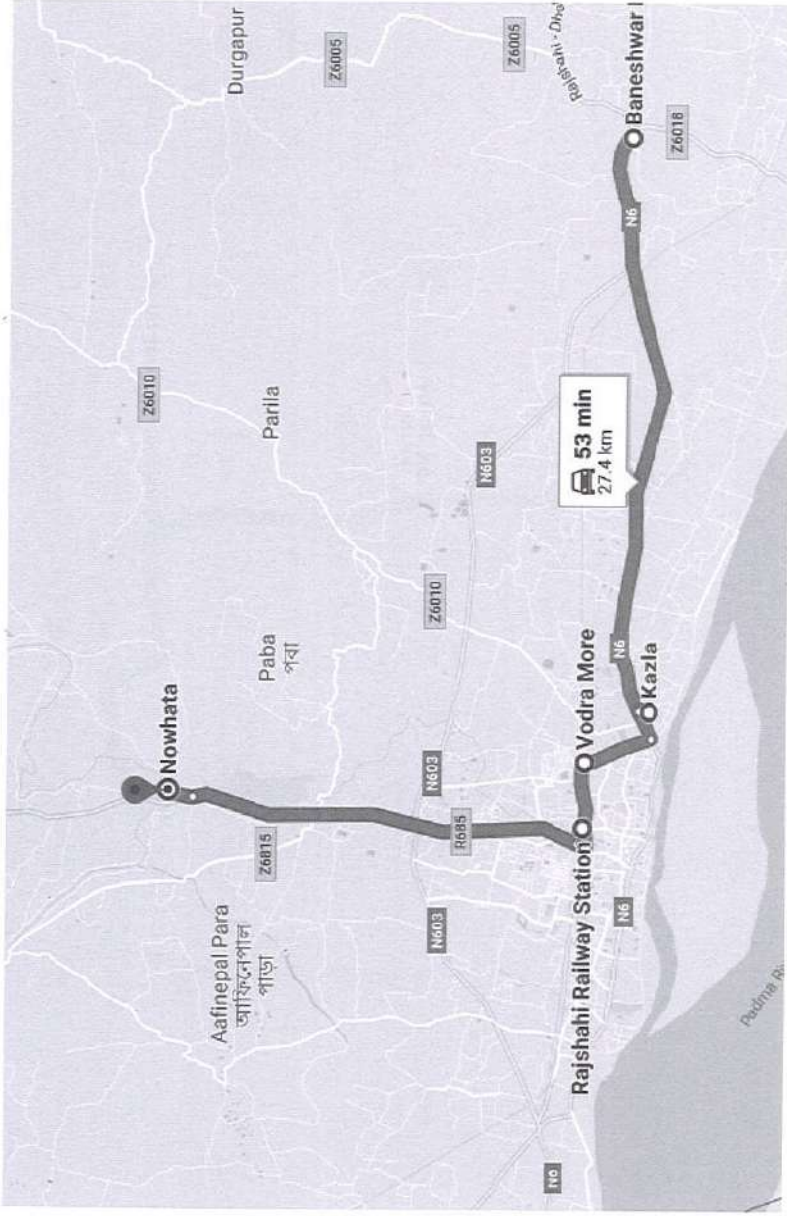 Durgapur
Z6005
Z6005
Z6010
Parila
Nowhata
Paba
পবা
Z6815
Aafinepal Para
আফিনেপাল
পাড়া
N603
Z6010
N603
R685
N603
53 min
27.4 km
N6
Baneshwar
Z6018
N6
Vodra More
Kazla
Rajshahi Railway Station
N6
N6
Padma